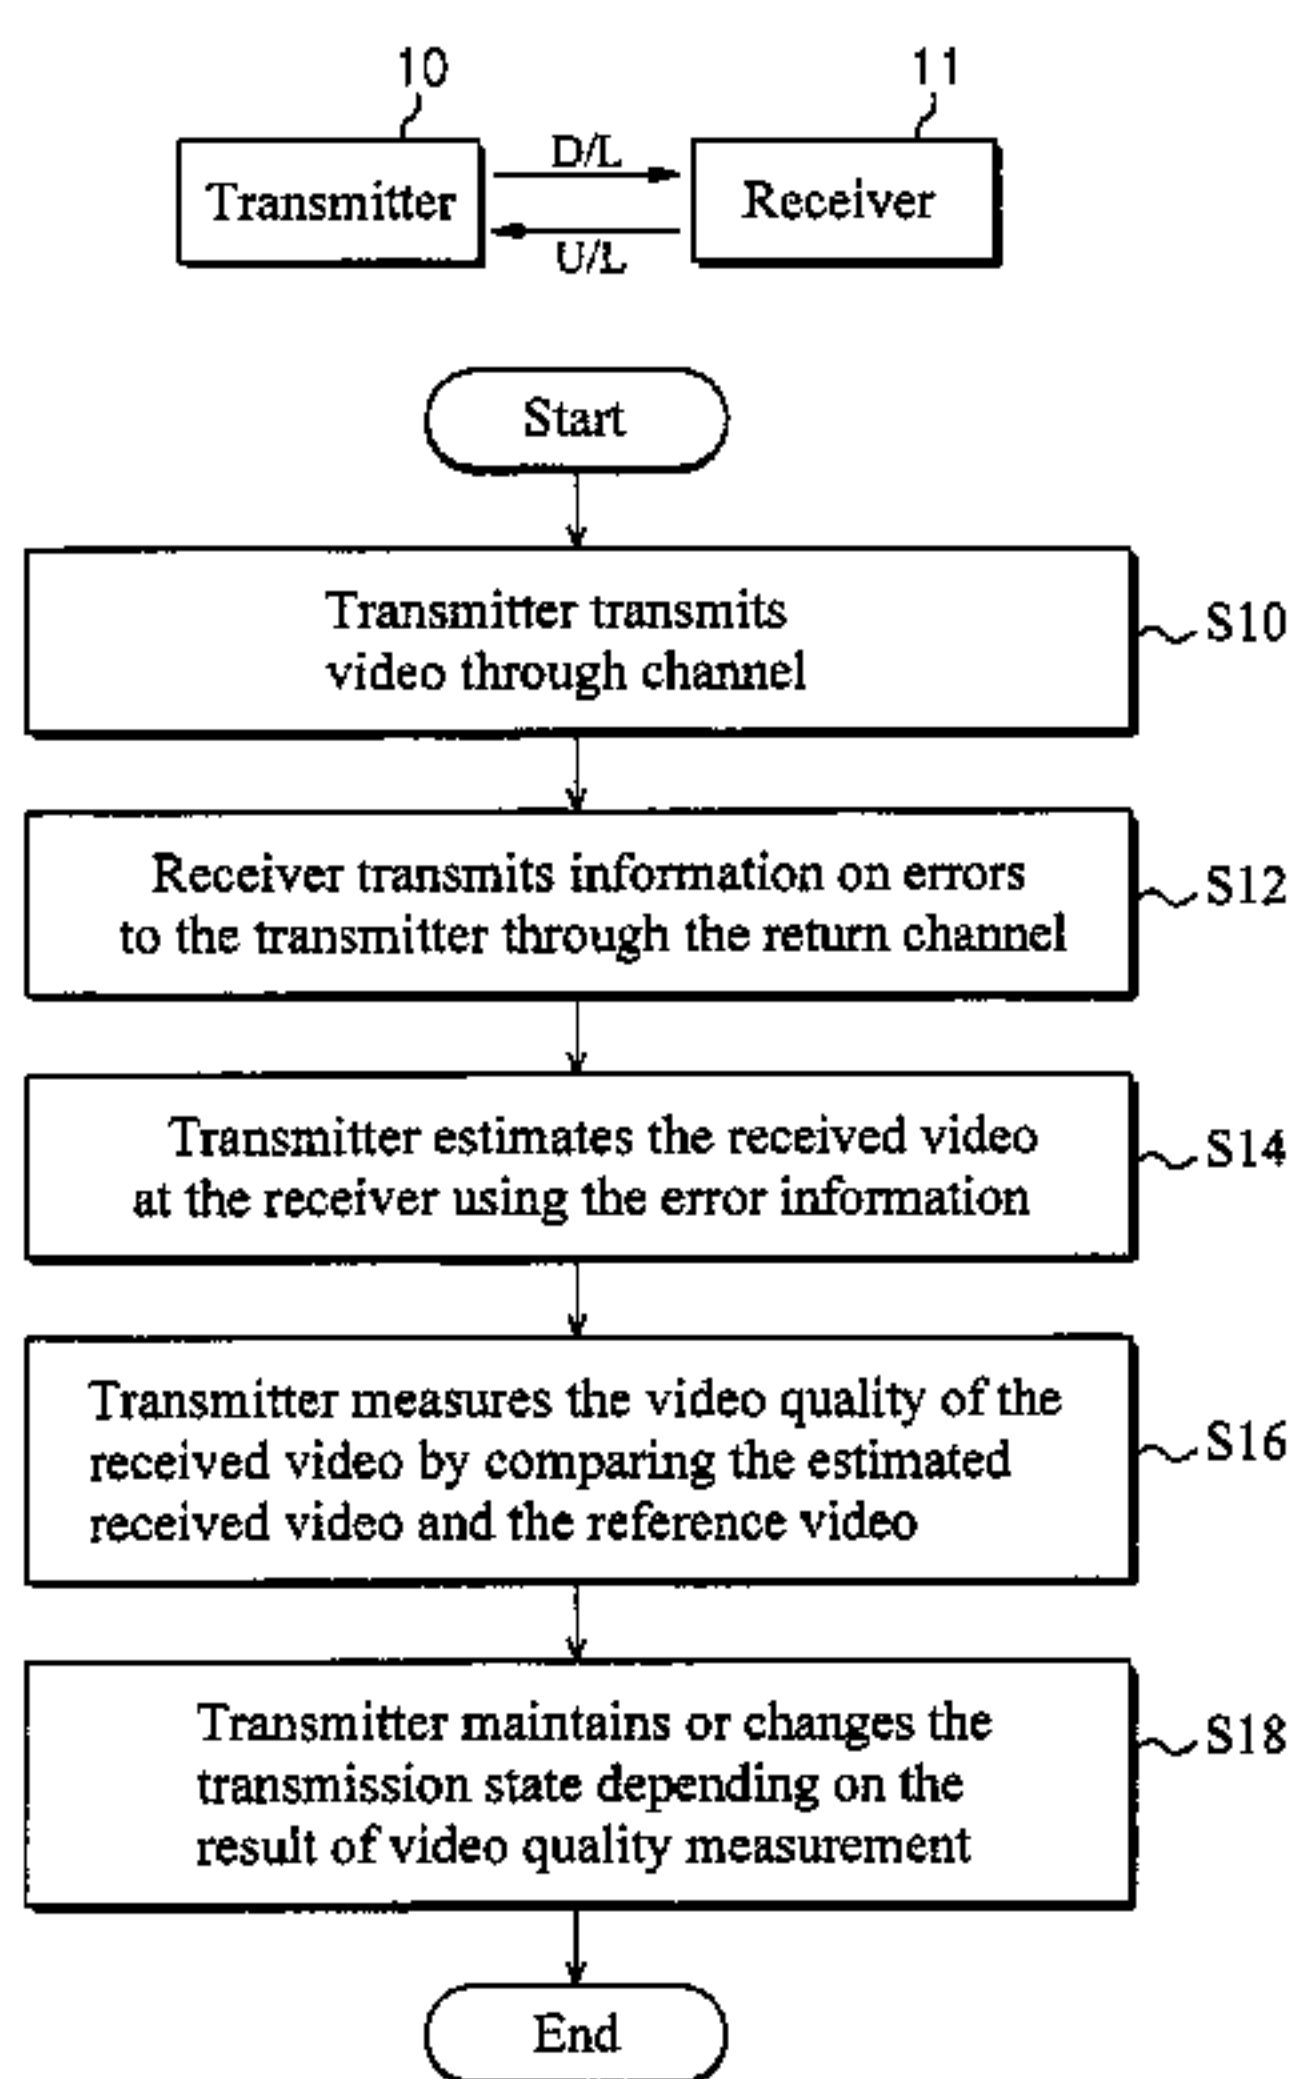 10
11
Transmitter
D/L
U/L
Receiver
Start
Transmitter transmits
video through channel
S10
Receiver transmits information on errors
to the transmitter through the return channel
S12
Transmitter estimates the received video
at the receiver using the error information
S14
Transmitter measures the video quality of the
received video by comparing the estimated
received video and the reference video
S16
Transmitter maintains or changes the
transmission state depending on the
result of video quality measurement
S18
End